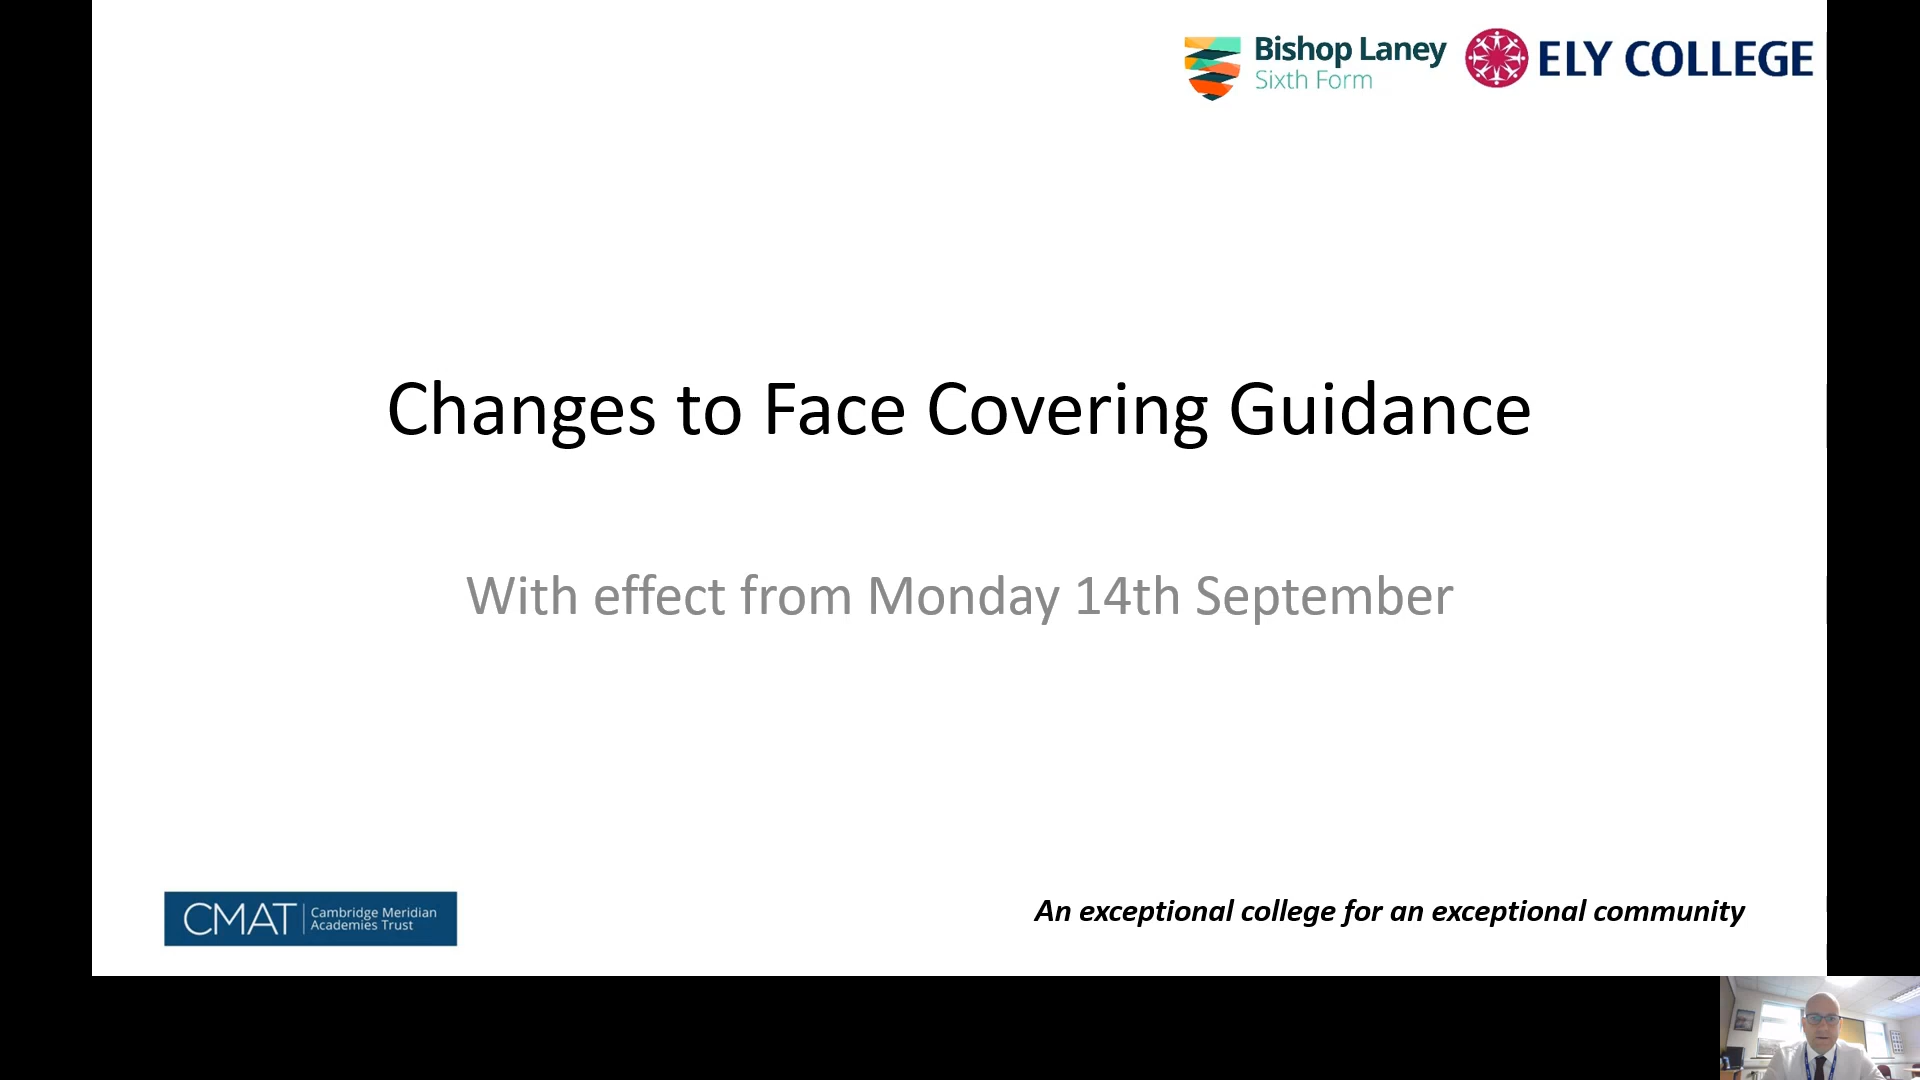 Bishop Laney
Sixth Form
ELY COLLEGE
Changes to Face Covering Guidance
With effect from Monday 14th September
CMAT
Cambridge Meridian
Academies Trust
An exceptional college for an exceptional community